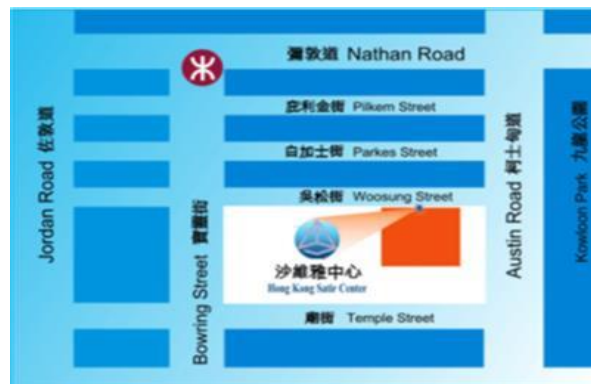 彌敦道 Nathan Road
庇利金街 Pilkem Street
白加士街 Parkes Street
吳松街 Woosung Street
沙維雅中心
Hong Kong Satir Center
廟街 Temple Street
Jordan Road 佐敦道
Bowring Street 寶靈街
Austin Road 柯士甸道
Kowloon Park 九龍公園